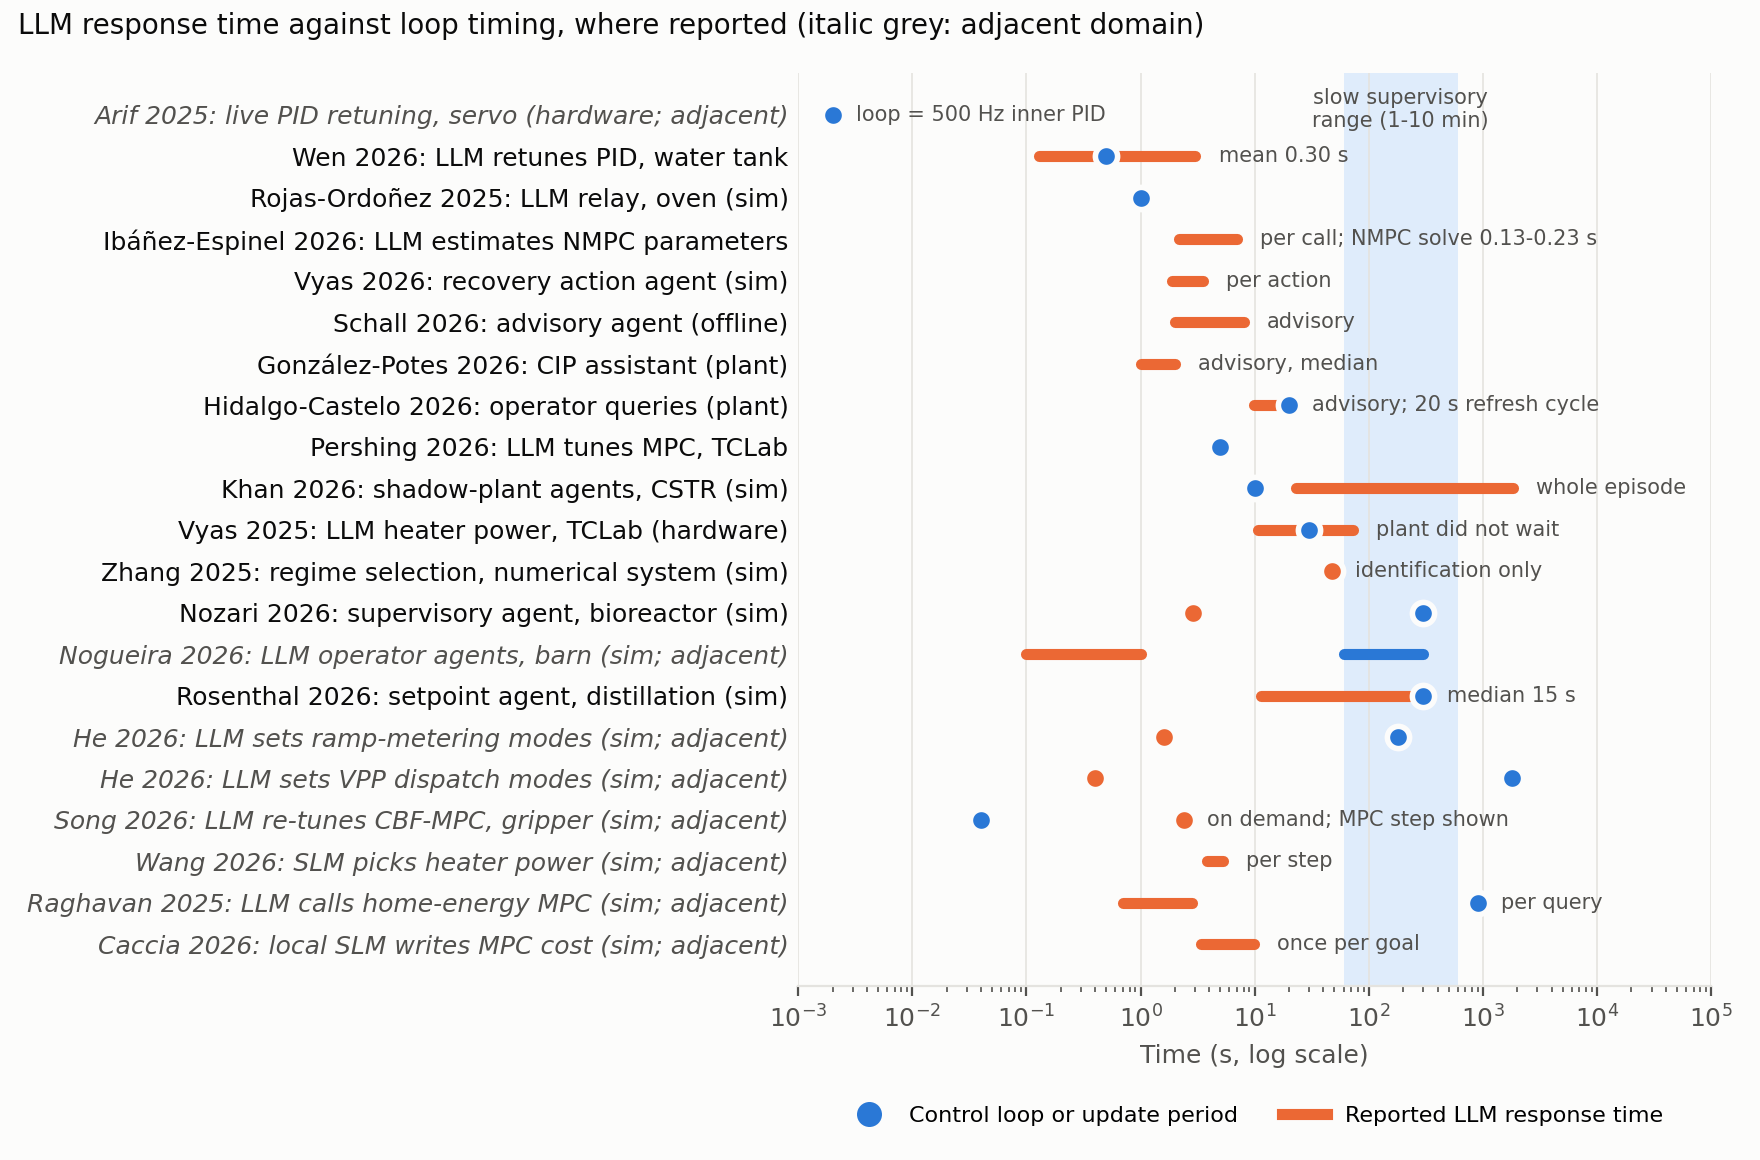 LLM response time against loop timing, where reported (italic grey: adjacent domain)
slow supervisory
range (1-10 min)
Arif 2025: live PID retuning, servo (hardware; adjacent) loop = 500 Hz inner PID
Wen 2026: LLM retunes PID, water tank mean 0.30 s
Rojas-Ordoñez 2025: LLM relay, oven (sim)
Ibáñez-Espinel 2026: LLM estimates NMPC parameters per call; NMPC solve 0.13-0.23 s
Vyas 2026: recovery action agent (sim) per action
Schall 2026: advisory agent (offline) advisory
González-Potes 2026: CIP assistant (plant) advisory, median
Hidalgo-Castelo 2026: operator queries (plant) advisory; 20 s refresh cycle
Pershing 2026: LLM tunes MPC, TCLab
Khan 2026: shadow-plant agents, CSTR (sim) whole episode
Vyas 2025: LLM heater power, TCLab (hardware) plant did not wait
Zhang 2025: regime selection, numerical system (sim) identification only
Nozari 2026: supervisory agent, bioreactor (sim)
Nogueira 2026: LLM operator agents, barn (sim; adjacent)
Rosenthal 2026: setpoint agent, distillation (sim) median 15 s
He 2026: LLM sets ramp-metering modes (sim; adjacent)
He 2026: LLM sets VPP dispatch modes (sim; adjacent)
Song 2026: LLM re-tunes CBF-MPC, gripper (sim; adjacent) on demand; MPC step shown
Wang 2026: SLM picks heater power (sim; adjacent) per step
Raghavan 2025: LLM calls home-energy MPC (sim; adjacent) per query
Caccia 2026: local SLM writes MPC cost (sim; adjacent) once per goal
10⁻³ 10⁻² 10⁻¹ 10⁰ 10¹ 10² 10³ 10⁴ 10⁵
Time (s, log scale)
Control loop or update period Reported LLM response time